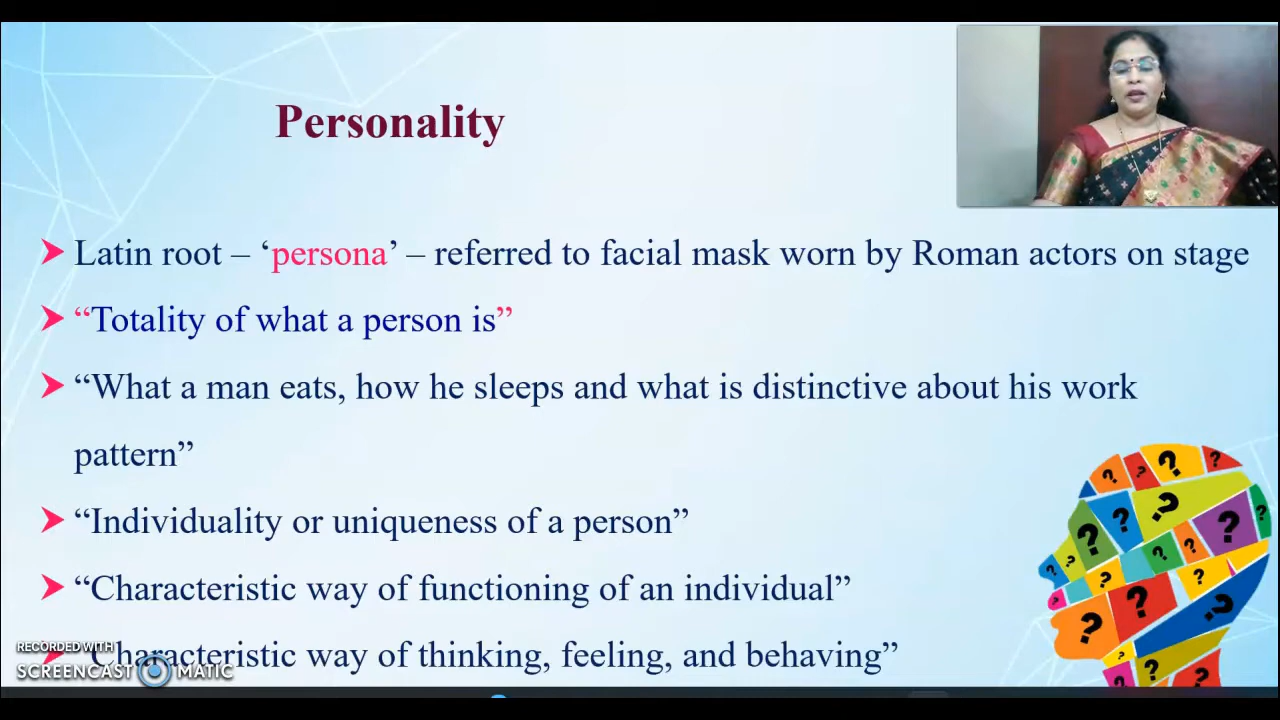 Personality
➤ Latin root – ‘persona’ – referred to facial mask worn by Roman actors on stage
➤ “Totality of what a person is”
➤ “What a man eats, how he sleeps and what is distinctive about his work
pattern”
➤ “Individuality or uniqueness of a person”
➤ “Characteristic way of functioning of an individual”
➤ “Characteristic way of thinking, feeling, and behaving”
RECORDED WITH
SCREENCAST MATIC